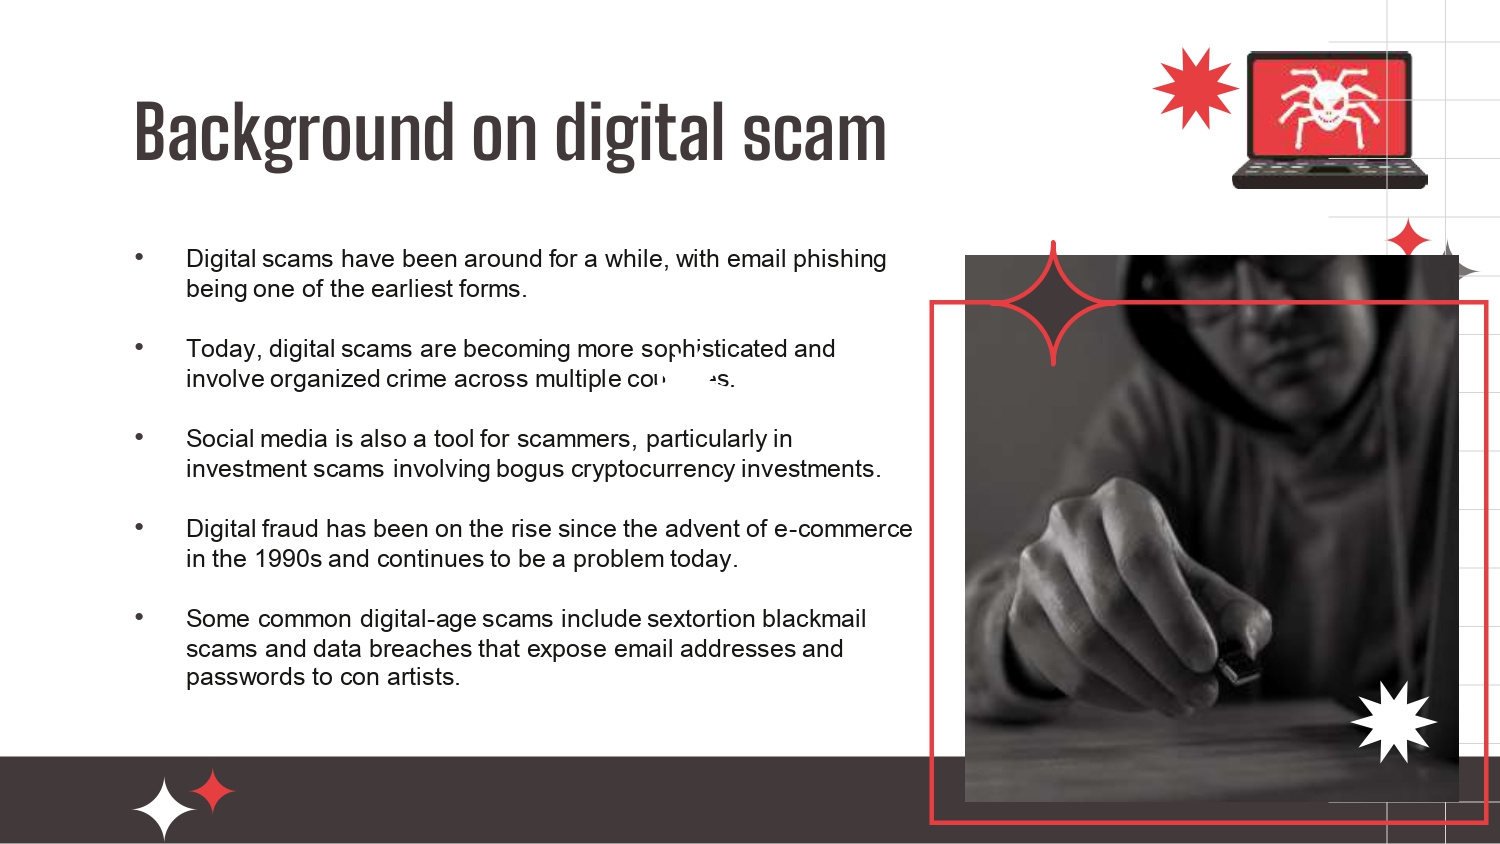 Background on digital scam
• Digital scams have been around for a while, with email phishing
being one of the earliest forms.
• Today, digital scams are becoming more sophisticated and
involve organized crime across multiple
• Social media is also a tool for scammers, particularly in
investment scams involving bogus cryptocurrency investments.
• Digital fraud has been on the rise since the advent of e-commerce
in the 1990s and continues to be a problem today.
• Some common digital-age scams include sextortion blackmail
scams and data breaches that expose email addresses and
passwords to con artists.